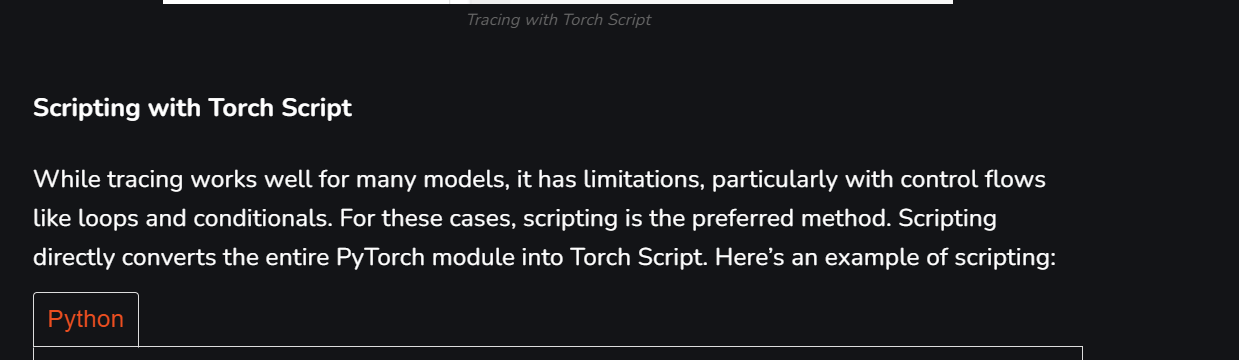 Tracing with Torch Script
Scripting with Torch Script
While tracing works well for many models, it has limitations, particularly with control flows
like loops and conditionals. For these cases, scripting is the preferred method. Scripting
directly converts the entire PyTorch module into Torch Script. Here’s an example of scripting:
Python